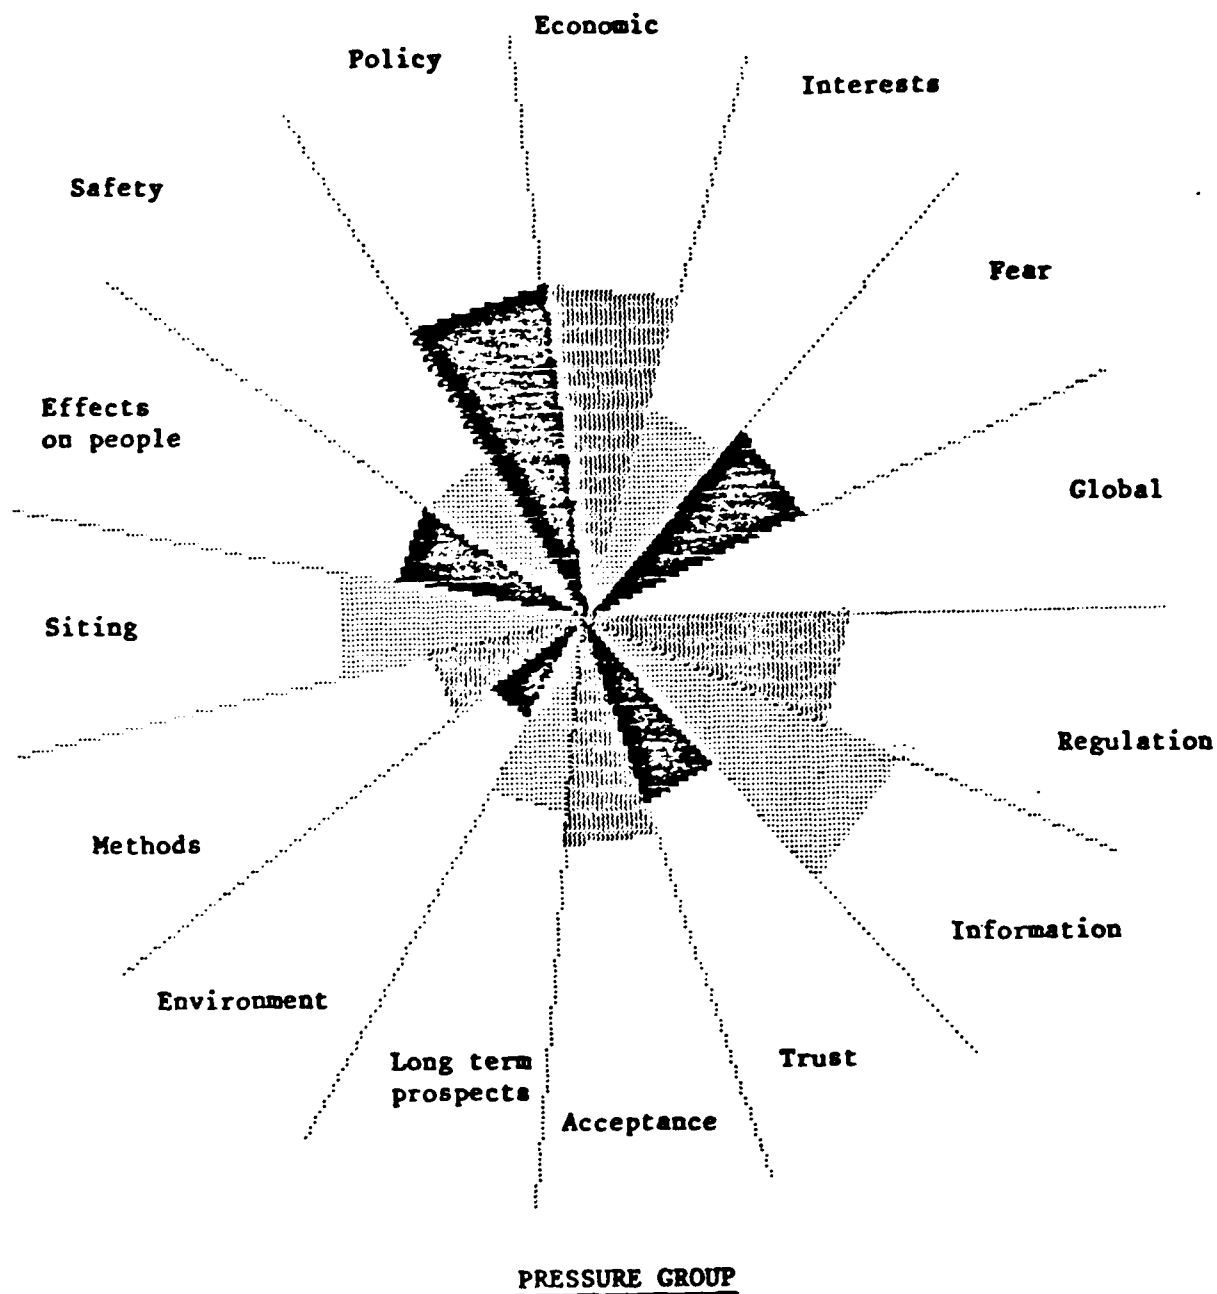 Economic
Policy
Interests
Safety
Fear
Effects
on people
Global
Siting
Regulation
Methods
Information
Environment
Long term
prospects
Trust
Acceptance
PRESSURE GROUP